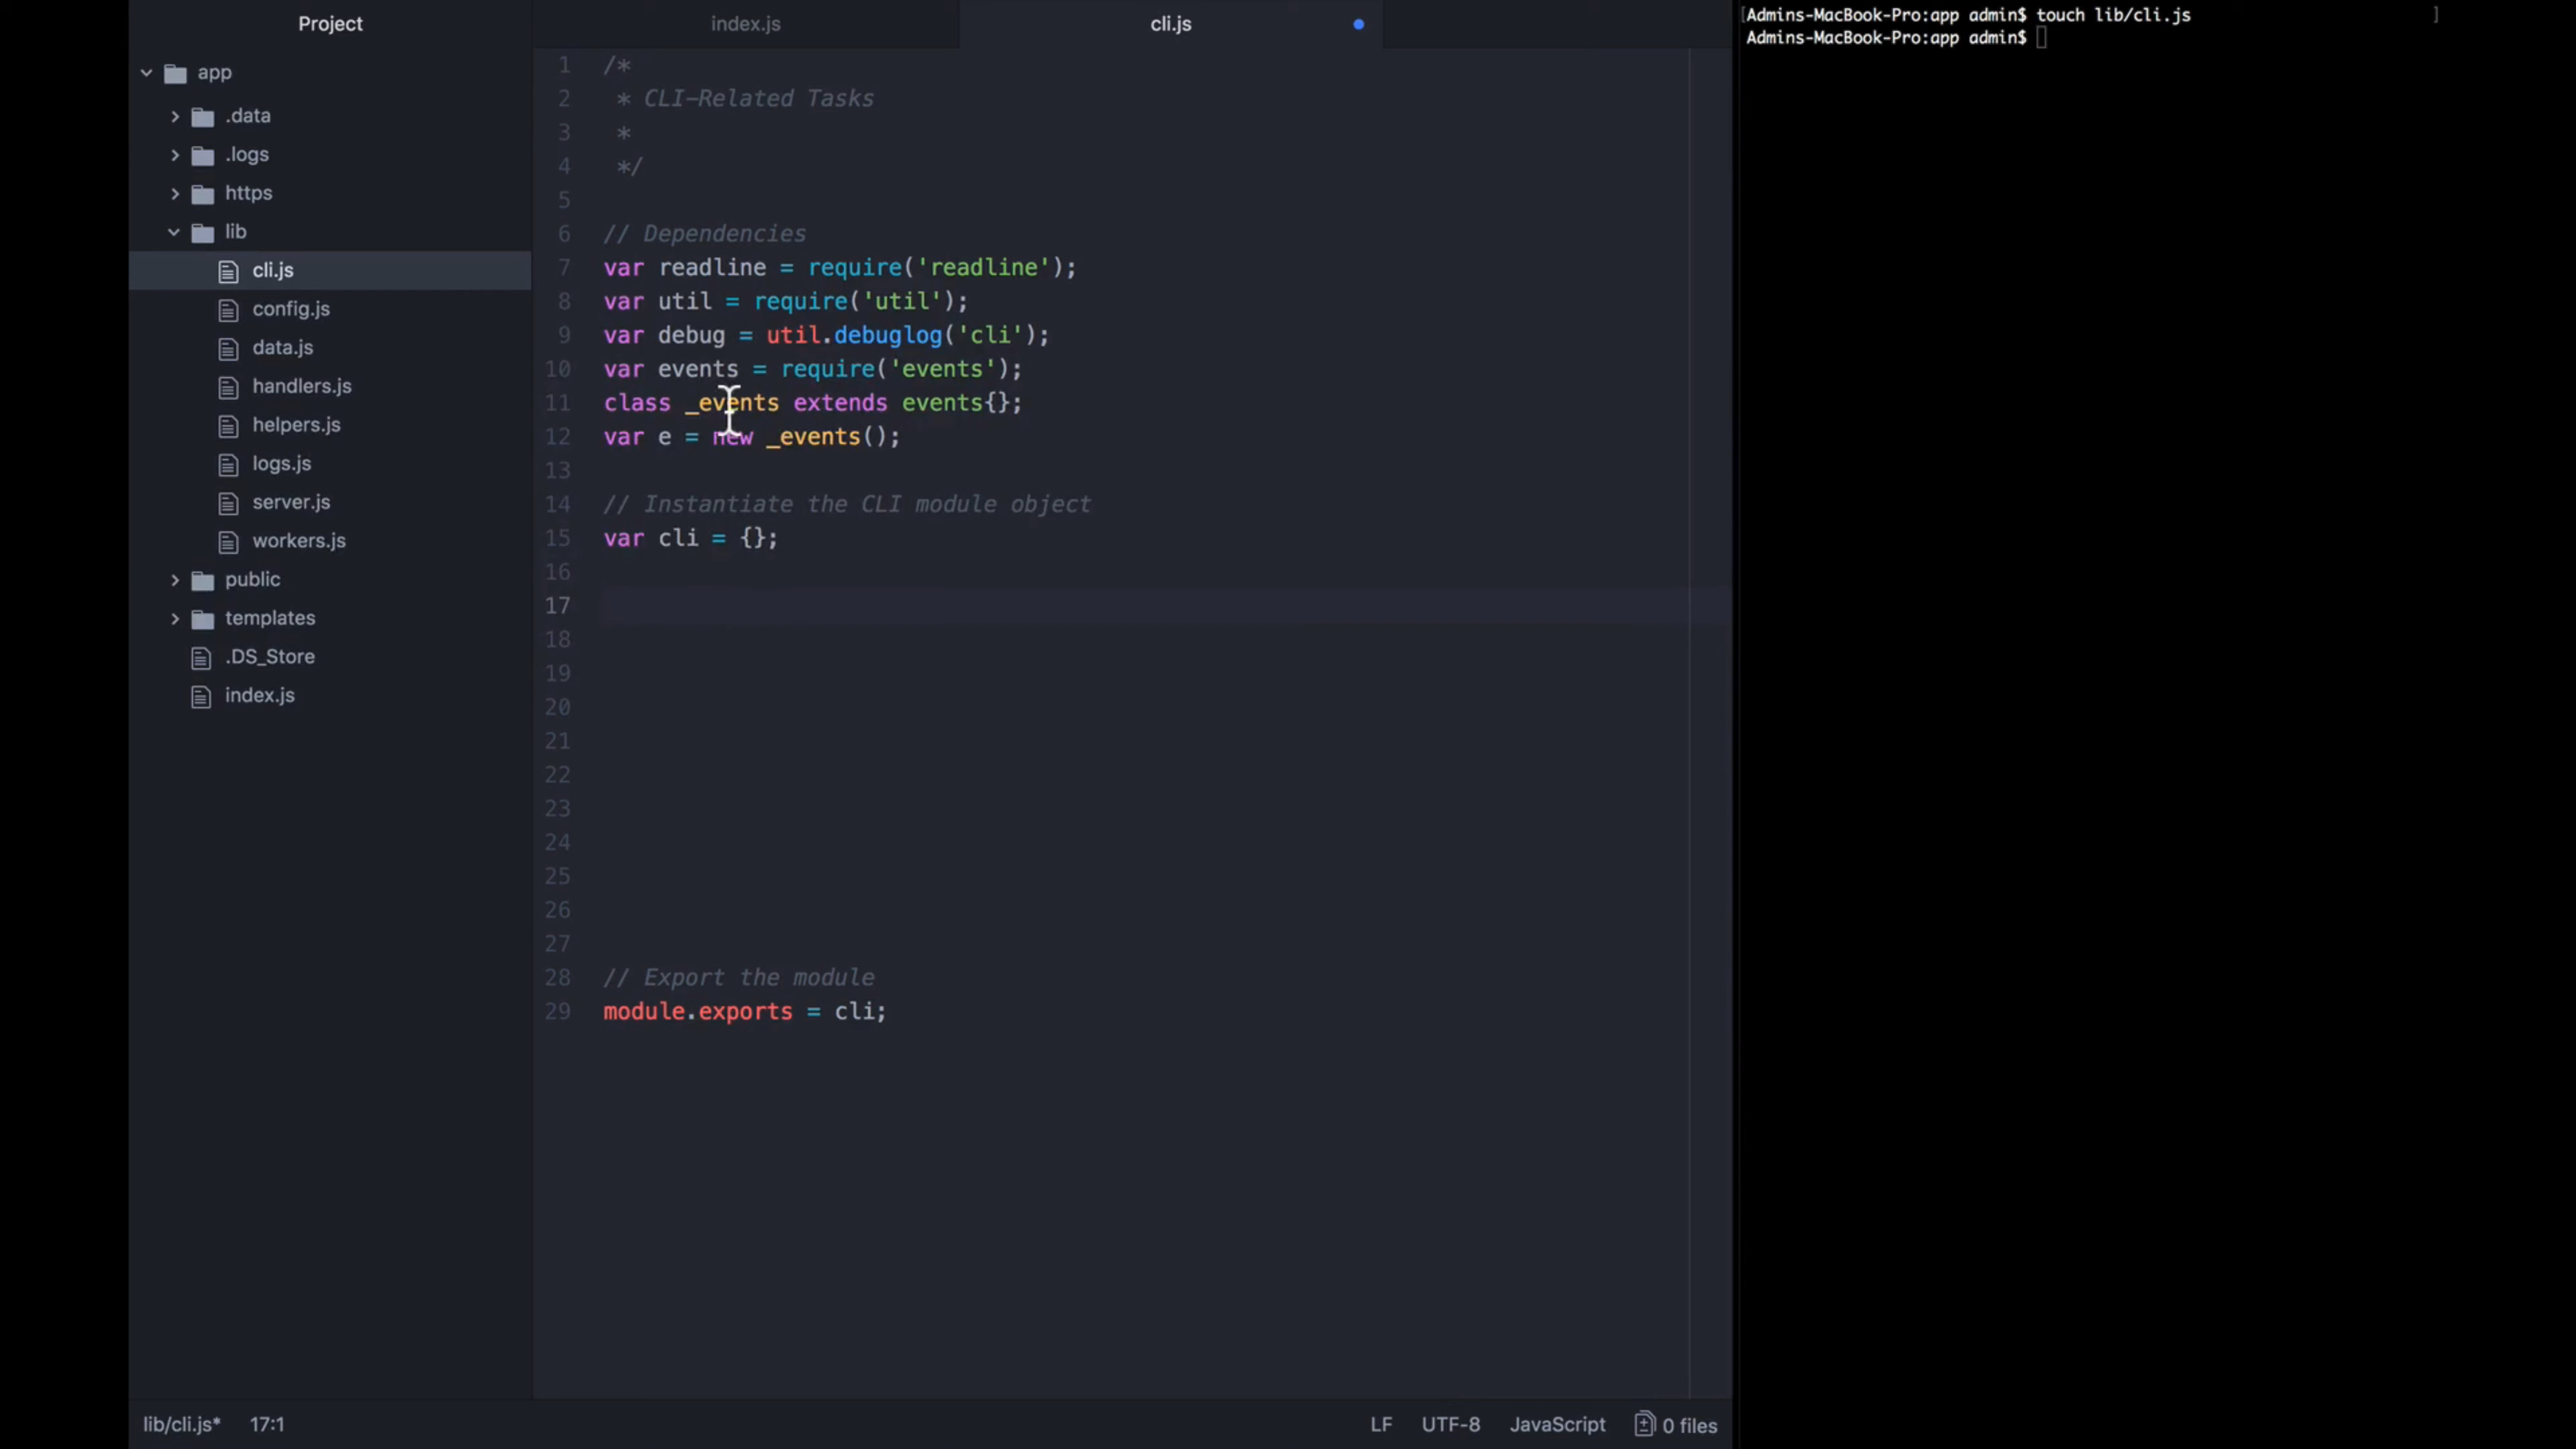 Project
app
.data
.logs
https
lib
cli.js
config.js
data.js
handlers.js
helpers.js
logs.js
server.js
workers.js
public
templates
.DS_Store
index.js
index.js
cli.js
1 /*
2 * CLI-Related Tasks
3 *
4 */
5
6 // Dependencies
7 var readline = require('readline');
8 var util = require('util');
9 var debug = util.debuglog('cli');
10 var events = require('events');
11 class _events extends events{};
12 var e = new _events();
13
14 // Instantiate the CLI module object
15 var cli = {};
16
17
18
19
20
21
22
23
24
25
26
27
28 // Export the module
29 module.exports = cli;
lib/cli.js* 17:1
LF UTF-8 JavaScript 0 files
[Admins-MacBook-Pro:app admin$ touch lib/cli.js ]
Admins-MacBook-Pro:app admin$